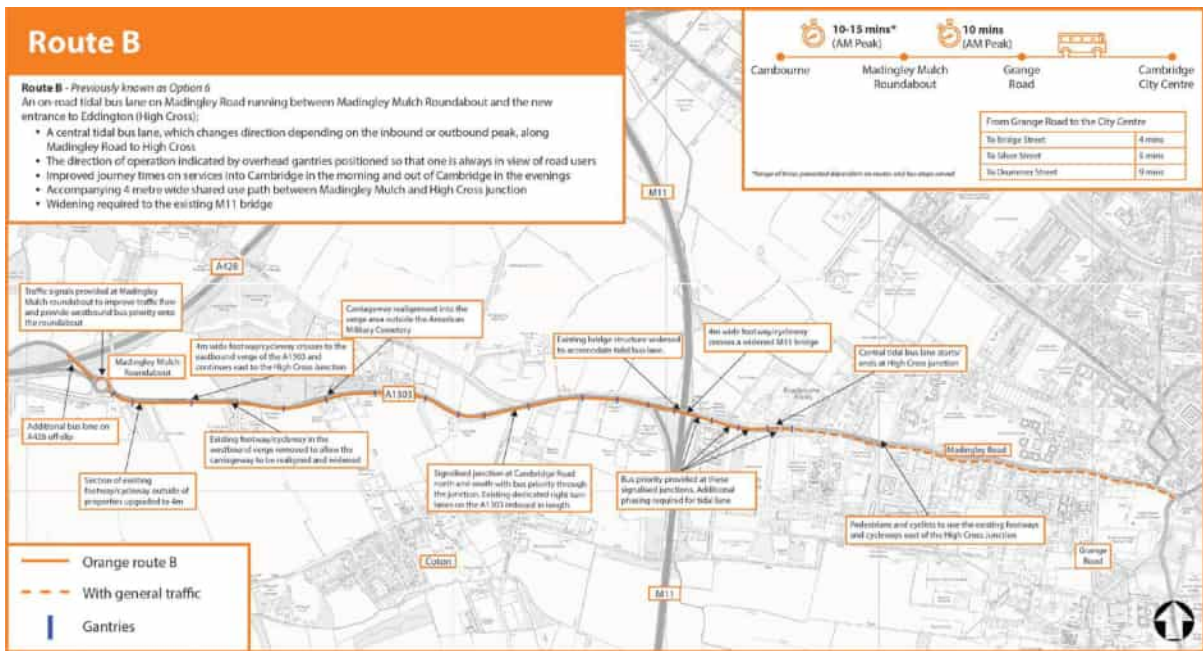 Route B
Route B - Previously known as Option 6
An on-road tidal bus lane on Madingley Road running between Madingley Mulch Roundabout and the new
entrance to Eddington (High Cross);
• A central tidal bus lane, which changes direction depending on the inbound or outbound peak, along
Madingley Road to High Cross
• The direction of operation indicated by overhead gantries positioned so that one is always in view of road users
• Improved journey times on services into Cambridge in the morning and out of Cambridge in the evenings
• Accompanying 4 metre wide shared use path between Madingley Mulch and High Cross junction
• Widening required to the existing M11 bridge
10-15 mins*
(AM Peak)
10 mins
(AM Peak)
Cambourne
Madingley Mulch
Roundabout
Grange
Road
Cambridge
City Centre
From Grange Road to the City Centre
To Bridge Street 4 mins
To Silver Street 5 mins
To Drummer Street 9 mins
*Range of times presented dependent on routes and bus stops served
M11
A428
Traffic signals provided at Madingley
Mulch roundabout to improve traffic flow
and provide westbound bus priority onto
the roundabout
Madingley Mulch
Roundabout
4m wide footway/cycleway crosses to the
eastbound verge of the A1303 and
continues east to the High Cross Junction
Carriageway realignment into the
verge area outside the American
Military Cemetery
Existing bridge structure widened
to accomodate tidal bus lane.
4m wide footway/cycleway
crosses a widened M11 bridge
Central tidal bus lane starts/
ends at High Cross junction
A1303
Additional bus lane on
A428 off-slip
Section of existing
footway/cycleway outside of
properties upgraded to 4m
Existing footway/cycleway in the
westbound verge removed to allow the
carriageway to be realigned and widened
Signalised junction at Cambridge Road
north and south with bus priority through
the junction. Existing dedicated right turn
lanes on the A1303 reduced in length.
Bus priority provided at these
signalised junctions. Additional
phasing required for tidal lane
Madingley Road
Pedestrians and cyclists to use the existing footways
and cycleways east of the High Cross Junction
Grange
Road
Coton
M11
Orange route B
With general traffic
Gantries